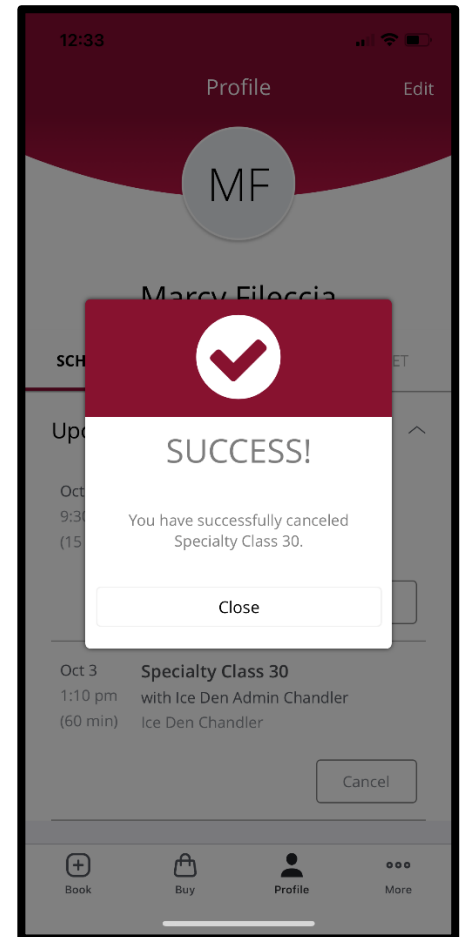 12:33
Profile
Edit
MF
Marcy Fileccia
SUCCESS!
You have successfully canceled
Specialty Class 30.
Close
Oct 3
Specialty Class 30
1:10 pm
with Ice Den Admin Chandler
(60 min)
Ice Den Chandler
Cancel
Book
Buy
Profile
More